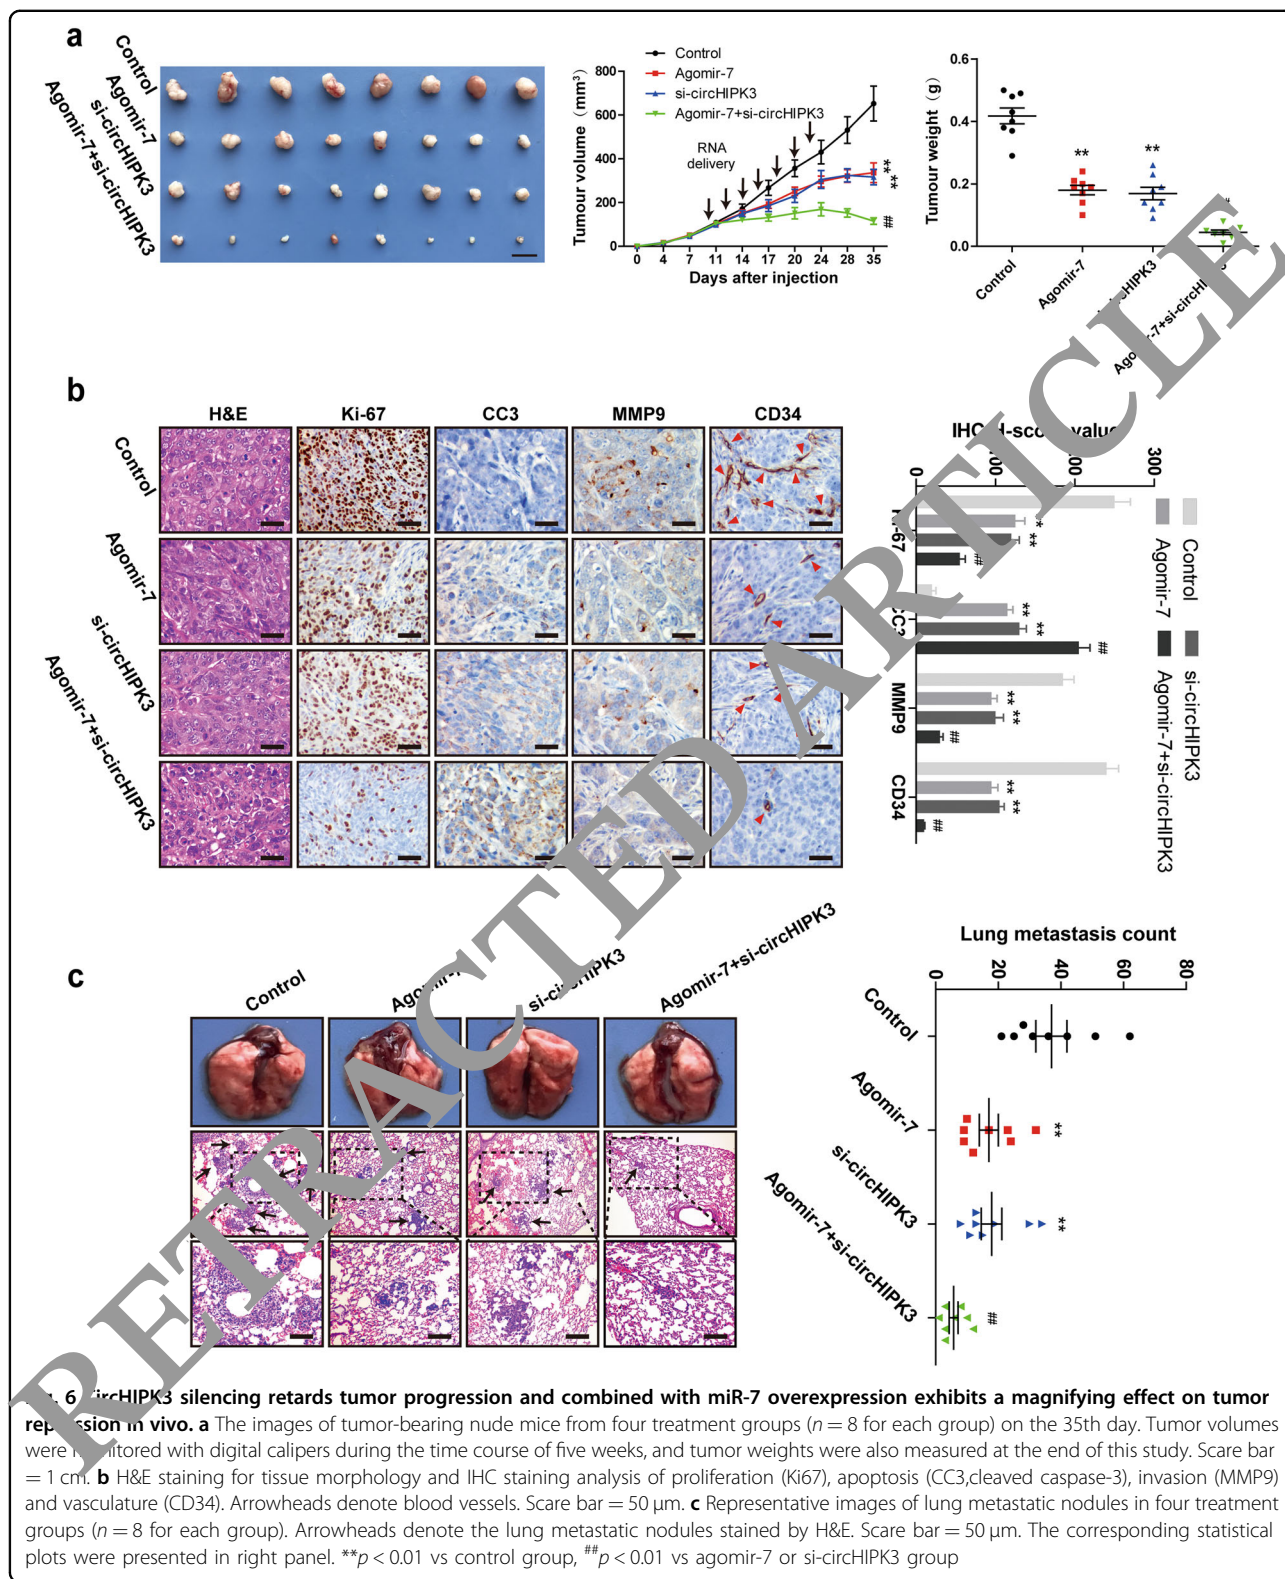 a
Control
Agomir-7
si-circHIPK3
Agomir-7+si-circHIPK3
Control
Agomir-7
si-circHIPK3
Agomir-7+si-circHIPK3
Tumour volume (mm³)
800
600
400
200
0
RNA
delivery
**
**
##
0 4 7 11 14 17 20 24 28 35
Days after injection
Tumour weight (g)
0.6
0.4
0.2
0.0
**
**
Control
Agomir-7
Agomir-7+si-circHIPK3
b
H&E Ki-67 CC3 MMP9 CD34
Control
Agomir-7
si-circHIPK3
Agomir-7+si-circHIPK3
0
300
**
##
**
**
##
MMP9
**
**
##
CD34
**
**
##
Control
Agomir-7
si-circHIPK3
Agomir-7+si-circHIPK3
c
Control
si-circHIPK3
Agomir-7+si-circHIPK3
Lung metastasis count
0 20 40 60 80
Control
Agomir-7
**
si-circHIPK3
**
Agomir-7+si-circHIPK3
##
RETRACTED ARTICLE
6 CircHIPK3 silencing retards tumor progression and combined with miR-7 overexpression exhibits a magnifying effect on tumor
repression in vivo. a The images of tumor-bearing nude mice from four treatment groups (n = 8 for each group) on the 35th day. Tumor volumes
were monitored with digital calipers during the time course of five weeks, and tumor weights were also measured at the end of this study. Scare bar
= 1 cm. b H&E staining for tissue morphology and IHC staining analysis of proliferation (Ki67), apoptosis (CC3,cleaved caspase-3), invasion (MMP9)
and vasculature (CD34). Arrowheads denote blood vessels. Scare bar = 50 μm. c Representative images of lung metastatic nodules in four treatment
groups (n = 8 for each group). Arrowheads denote the lung metastatic nodules stained by H&E. Scare bar = 50 μm. The corresponding statistical
plots were presented in right panel. **p < 0.01 vs control group, ##p < 0.01 vs agomir-7 or si-circHIPK3 group